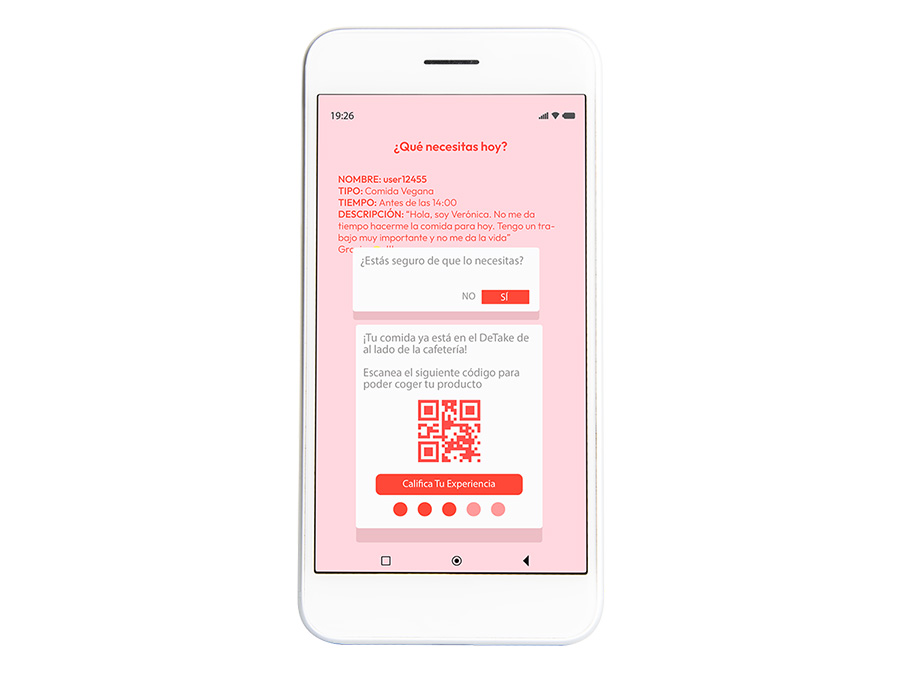 19:26
¿Qué necesitas hoy?
NOMBRE: user12455
TIPO: Comida Vegana
TIEMPO: Antes de las 14:00
DESCRIPCIÓN: "Hola, soy Verónica. No me da
tiempo hacerme la comida para hoy. Tengo un tra-
bajo muy importante y no me da la vida"
¿Estás seguro de que lo necesitas?
NO SÍ
¡Tu comida ya está en el DeTake de
al lado de la cafetería!
Escanea el siguiente código para
poder coger tu producto
Califica Tu Experiencia